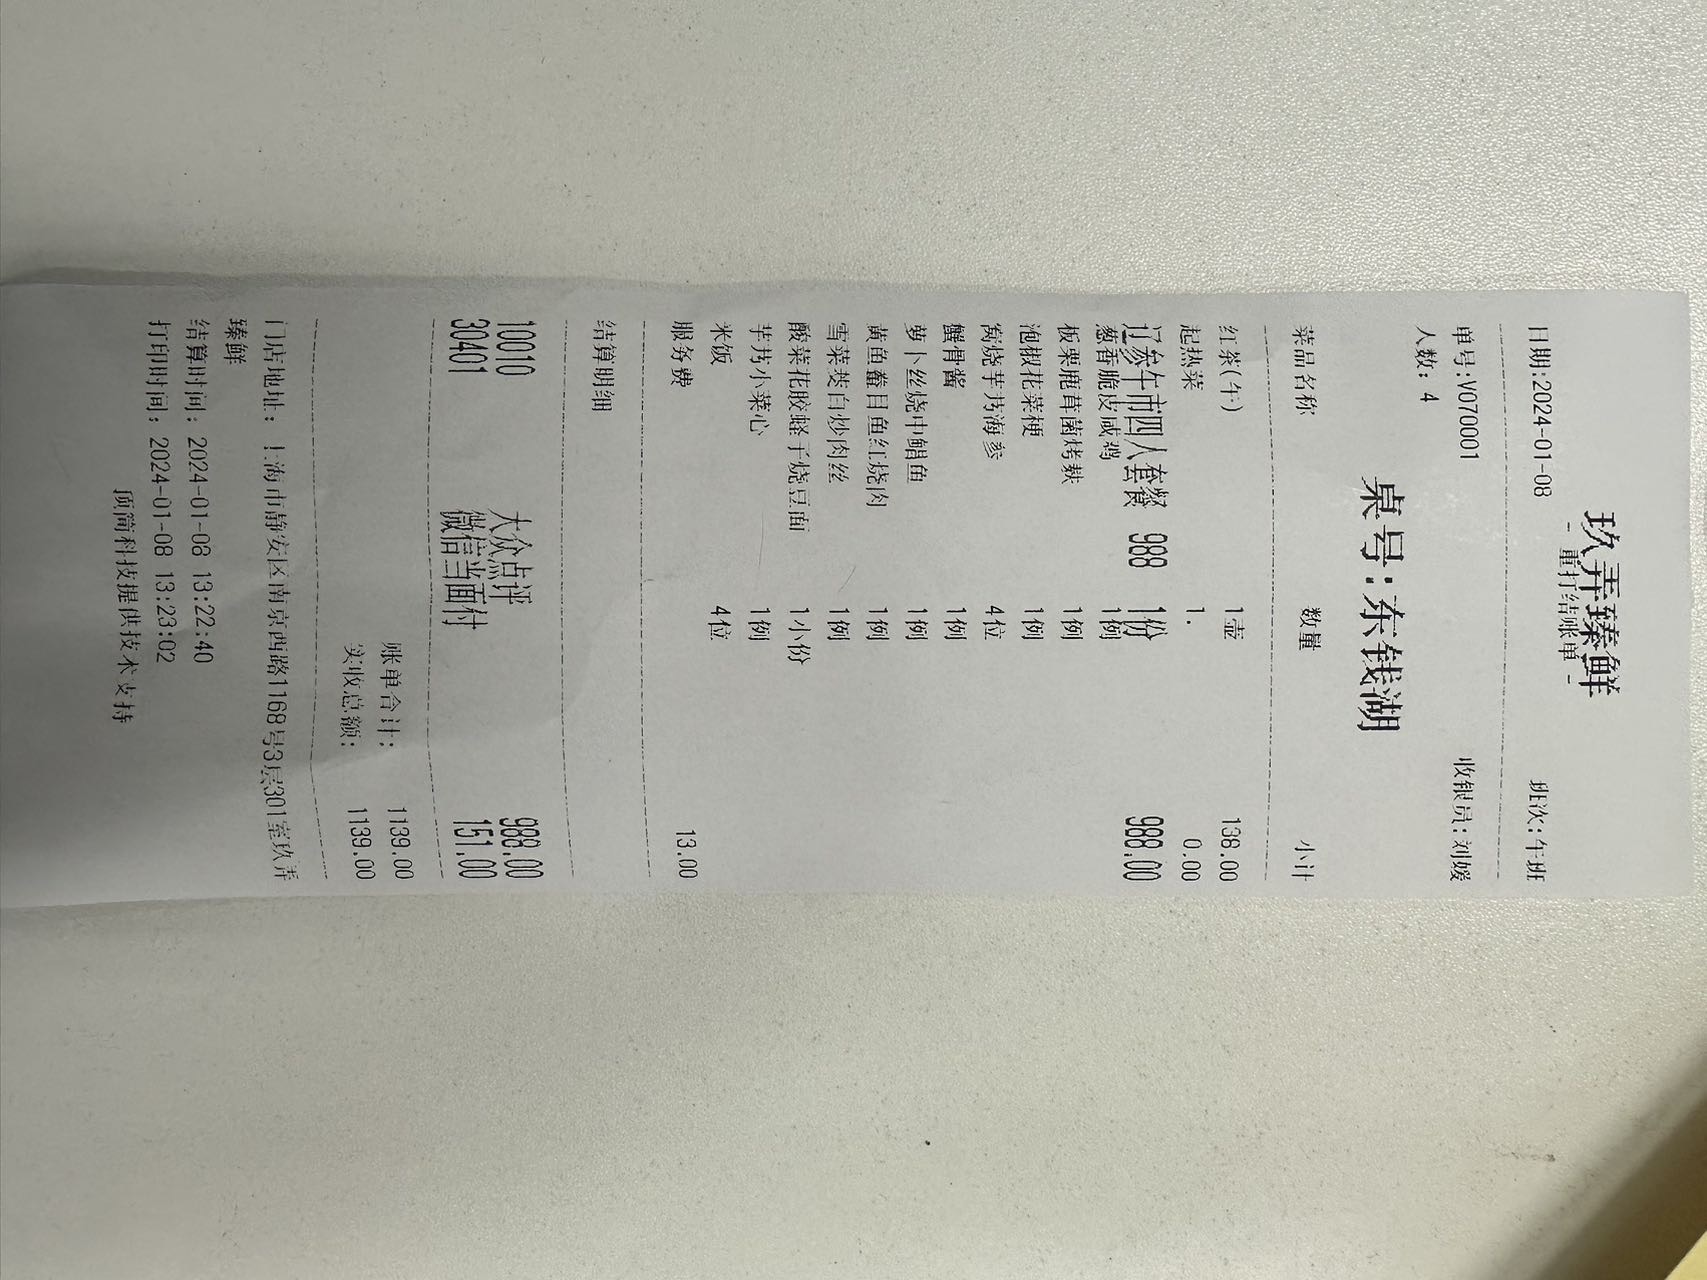 玖弄臻鲜
-重打结账单-
日期:2024-01-08 班次:午班
单号:V070001 收银员:刘媛
人数:4
桌号:东钱湖
菜品名称 数量 小计
红茶(午) 1壶 138.00
起热菜 1. 0.00
辽参午市四人套餐 988 1份 988.00
葱香脆皮咸鸡 1例
板栗鹿茸菌烤麸 1例
泡椒花菜梗 1例
窝烧芋艿海参 4位
蟹骨酱 1例
萝卜丝烧中鲳鱼 1例
黄鱼鲞目鱼红烧肉 1例
雪菜茭白炒肉丝 1例
酸菜花胶蛏子烧豆面 1小份
芋艿小菜心 1例
米饭 4位
服务费 13.00
结算明细
10010 大众点评 988.00
30401 微信当面付 151.00
账单合计: 1139.00
实收总额: 1139.00
门店地址:上海市静安区南京西路1168号3层301室玖弄
臻鲜
结算时间:2024-01-08 13:22:40
打印时间:2024-01-08 13:23:02
顶简科技提供技术支持